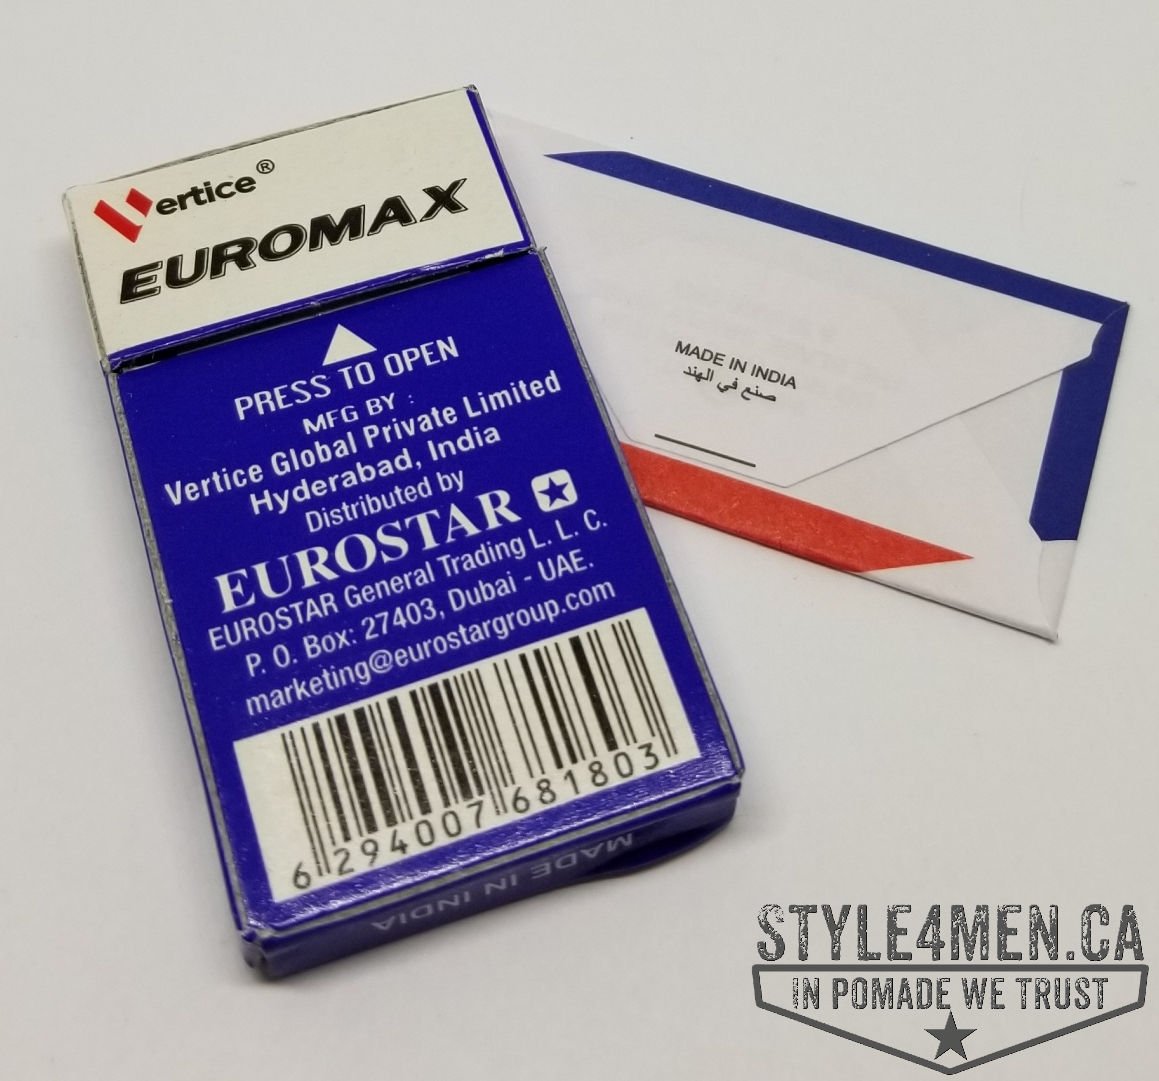 Vertice®
EUROMAX
PRESS TO OPEN
MFG BY :
Vertice Global Private Limited
Hyderabad, India
Distributed by
EUROSTAR
EUROSTAR General Trading L. L. C.
P. O. Box: 27403, Dubai - UAE.
marketing@eurostargroup.com
6 294007 681803
MADE IN INDIA
MADE IN INDIA
صنع في الهند
STYLE4MEN.CA
IN POMADE WE TRUST